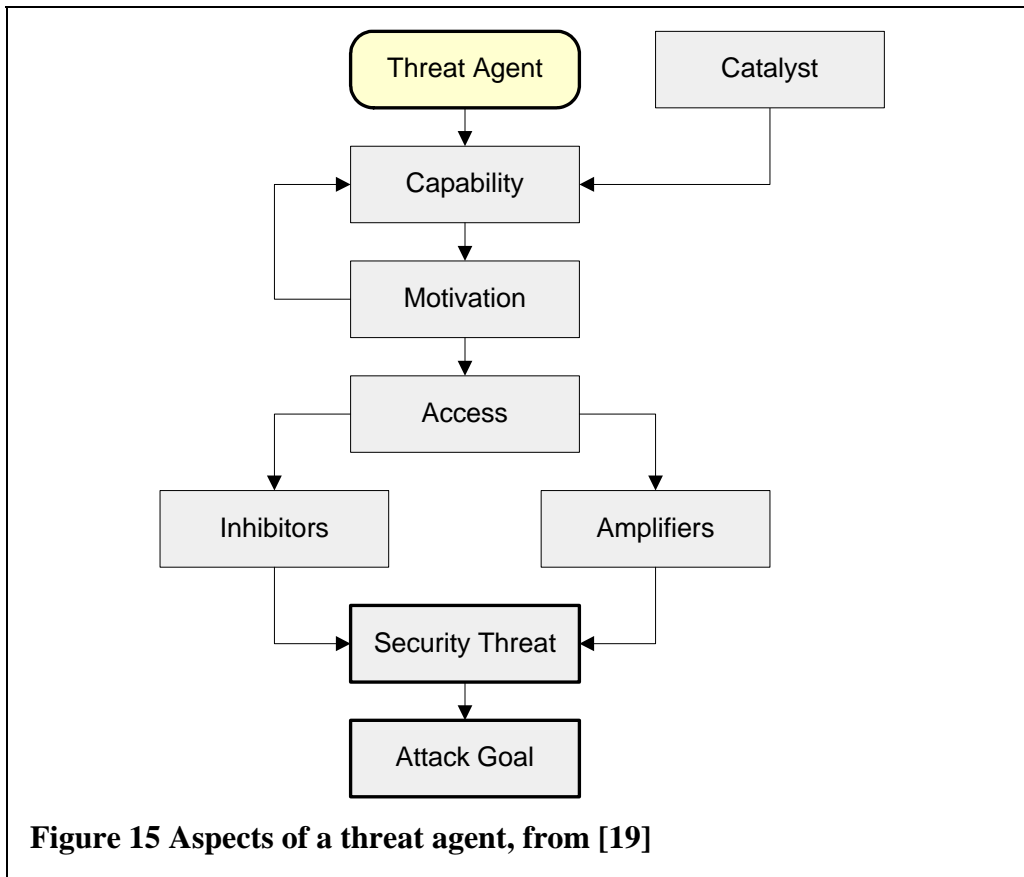 Threat Agent
Catalyst
Capability
Motivation
Access
Inhibitors
Amplifiers
Security Threat
Attack Goal
Figure 15 Aspects of a threat agent, from [19]